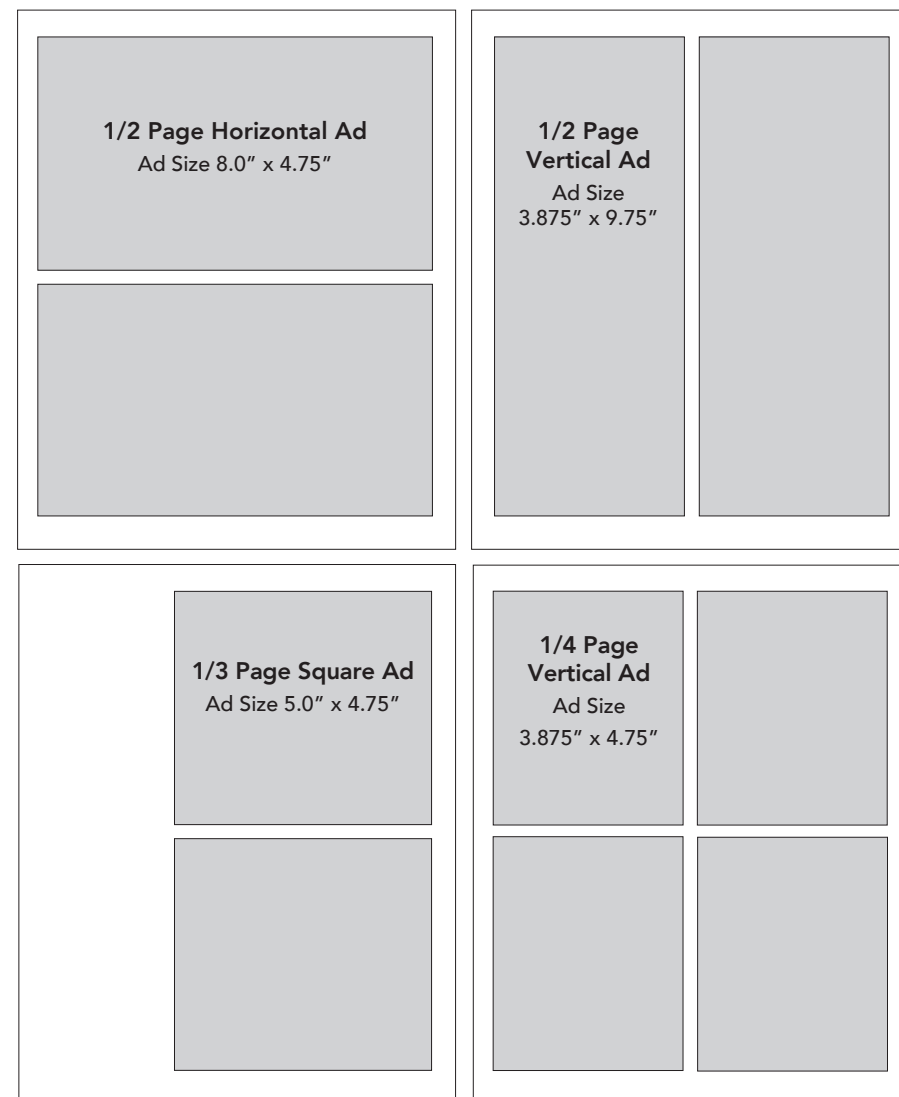 1/2 Page Horizontal Ad
Ad Size 8.0” x 4.75”
1/2 Page
Vertical Ad
Ad Size
3.875” x 9.75”
1/3 Page Square Ad
Ad Size 5.0” x 4.75”
1/4 Page
Vertical Ad
Ad Size
3.875” x 4.75”